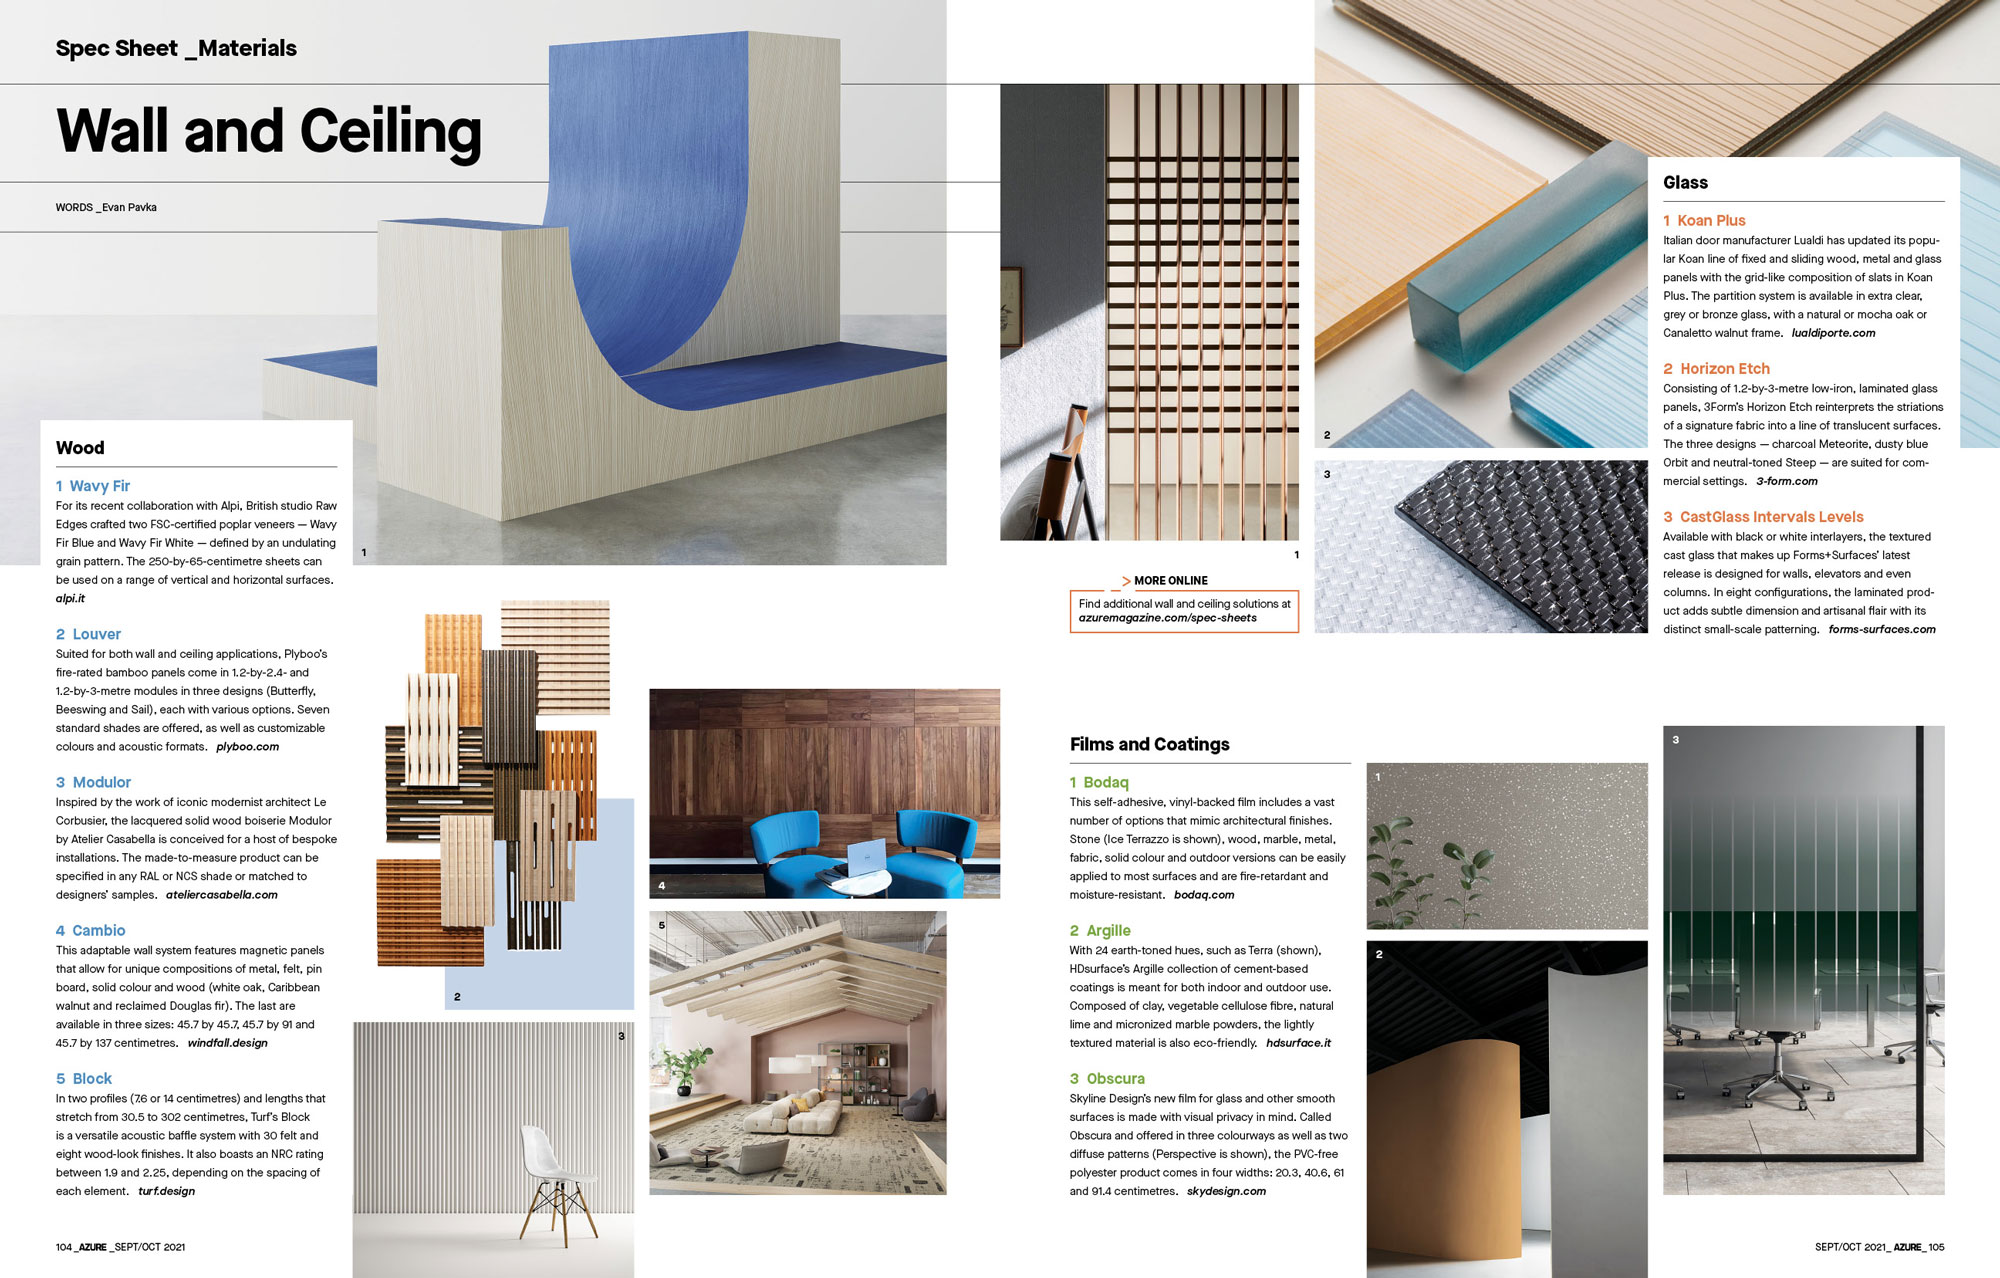 Spec Sheet _Materials
Wall and Ceiling
WORDS _Evan Pavka
Wood
1 Wavy Fir
For its recent collaboration with Alpi, British studio Raw
Edges crafted two FSC-certified poplar veneers — Wavy
Fir Blue and Wavy Fir White — defined by an undulating
grain pattern. The 250-by-65-centimetre sheets can
be used on a range of vertical and horizontal surfaces.
alpi.it
2 Louver
Suited for both wall and ceiling applications, Plyboo's
fire-rated bamboo panels come in 1.2-by-2.4- and
1.2-by-3-metre modules in three designs (Butterfly,
Beeswing and Sail), each with various options. Seven
standard shades are offered, as well as customizable
colours and acoustic formats. plyboo.com
3 Modulor
Inspired by the work of iconic modernist architect Le
Corbusier, the lacquered solid wood boiserie Modulor
by Atelier Casabella is conceived for a host of bespoke
installations. The made-to-measure product can be
specified in any RAL or NCS shade or matched to
designers' samples. ateliercasabella.com
4 Cambio
This adaptable wall system features magnetic panels
that allow for unique compositions of metal, felt, pin
board, solid colour and wood (white oak, Caribbean
walnut and reclaimed Douglas fir). The last are
available in three sizes: 45.7 by 45.7, 45.7 by 91 and
45.7 by 137 centimetres. windfall.design
5 Block
In two profiles (7.6 or 14 centimetres) and lengths that
stretch from 30.5 to 302 centimetres, Turf's Block
is a versatile acoustic baffle system with 30 felt and
eight wood-look finishes. It also boasts an NRC rating
between 1.9 and 2.25, depending on the spacing of
each element. turf.design
1
2
3
4
5
104 _AZURE _SEPT/OCT 2021
1
> MORE ONLINE
Find additional wall and ceiling solutions at
azuremagazine.com/spec-sheets
2
3
Glass
1 Koan Plus
Italian door manufacturer Lualdi has updated its popu-
lar Koan line of fixed and sliding wood, metal and glass
panels with the grid-like composition of slats in Koan
Plus. The partition system is available in extra clear,
grey or bronze glass, with a natural or mocha oak or
Canaletto walnut frame. lualdiporte.com
2 Horizon Etch
Consisting of 1.2-by-3-metre low-iron, laminated glass
panels, 3Form's Horizon Etch reinterprets the striations
of a signature fabric into a line of translucent surfaces.
The three designs — charcoal Meteorite, dusty blue
Orbit and neutral-toned Steep — are suited for com-
mercial settings. 3-form.com
3 CastGlass Intervals Levels
Available with black or white interlayers, the textured
cast glass that makes up Forms+Surfaces' latest
release is designed for walls, elevators and even
columns. In eight configurations, the laminated prod-
uct adds subtle dimension and artisanal flair with its
distinct small-scale patterning. forms-surfaces.com
Films and Coatings
1 Bodaq
This self-adhesive, vinyl-backed film includes a vast
number of options that mimic architectural finishes.
Stone (Ice Terrazzo is shown), wood, marble, metal,
fabric, solid colour and outdoor versions can be easily
applied to most surfaces and are fire-retardant and
moisture-resistant. bodaq.com
2 Argille
With 24 earth-toned hues, such as Terra (shown),
HDsurface's Argille collection of cement-based
coatings is meant for both indoor and outdoor use.
Composed of clay, vegetable cellulose fibre, natural
lime and micronized marble powders, the lightly
textured material is also eco-friendly. hdsurface.it
3 Obscura
Skyline Design's new film for glass and other smooth
surfaces is made with visual privacy in mind. Called
Obscura and offered in three colourways as well as two
diffuse patterns (Perspective is shown), the PVC-free
polyester product comes in four widths: 20.3, 40.6, 61
and 91.4 centimetres. skydesign.com
1
2
3
SEPT/OCT 2021_ AZURE_ 105